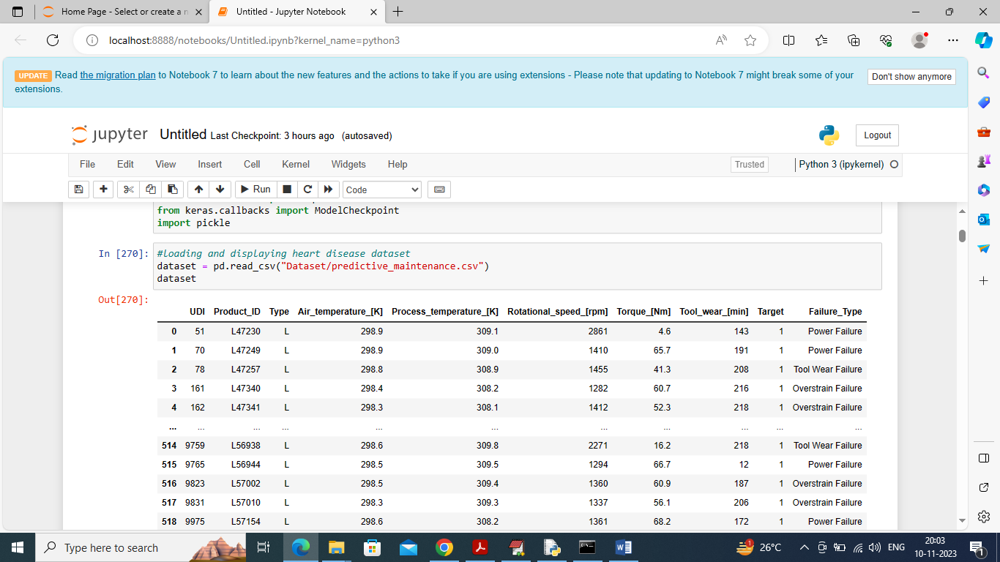 Home Page - Select or create a n
Untitled - Jupyter Notebook
localhost:8888/notebooks/Untitled.ipynb?kernel_name=python3
UPDATE Read the migration plan to Notebook 7 to learn about the new features and the actions to take if you are using extensions - Please note that updating to Notebook 7 might break some of your
extensions.
Don't show anymore
jupyter Untitled Last Checkpoint: 3 hours ago (autosaved)
Logout
File Edit View Insert Cell Kernel Widgets Help
Trusted
Python 3 (ipykernel)
Run
Code
from keras.callbacks import ModelCheckpoint
import pickle
In [270]: #loading and displaying heart disease dataset
dataset = pd.read_csv("Dataset/predictive_maintenance.csv")
dataset
Out[270]:
UDI Product_ID Type Air_temperature_[K] Process_temperature_[K] Rotational_speed_[rpm] Torque_[Nm] Tool_wear_[min] Target Failure_Type
0 51 L47230 L 298.9 309.1 2861 4.6 143 1 Power Failure
1 70 L47249 L 298.9 309.0 1410 65.7 191 1 Power Failure
2 78 L47257 L 298.8 308.9 1455 41.3 208 1 Tool Wear Failure
3 161 L47340 L 298.4 308.2 1282 60.7 216 1 Overstrain Failure
4 162 L47341 L 298.3 308.1 1412 52.3 218 1 Overstrain Failure
... ... ... ... ... ... ... ... ... ... ...
514 9759 L56938 L 298.6 309.8 2271 16.2 218 1 Tool Wear Failure
515 9765 L56944 L 298.5 309.5 1294 66.7 12 1 Power Failure
516 9823 L57002 L 298.5 309.4 1360 60.9 187 1 Overstrain Failure
517 9831 L57010 L 298.3 309.3 1337 56.1 206 1 Overstrain Failure
518 9975 L57154 L 298.6 308.2 1361 68.2 172 1 Power Failure
Type here to search
1
26°C
ENG
20:03
10-11-2023
1